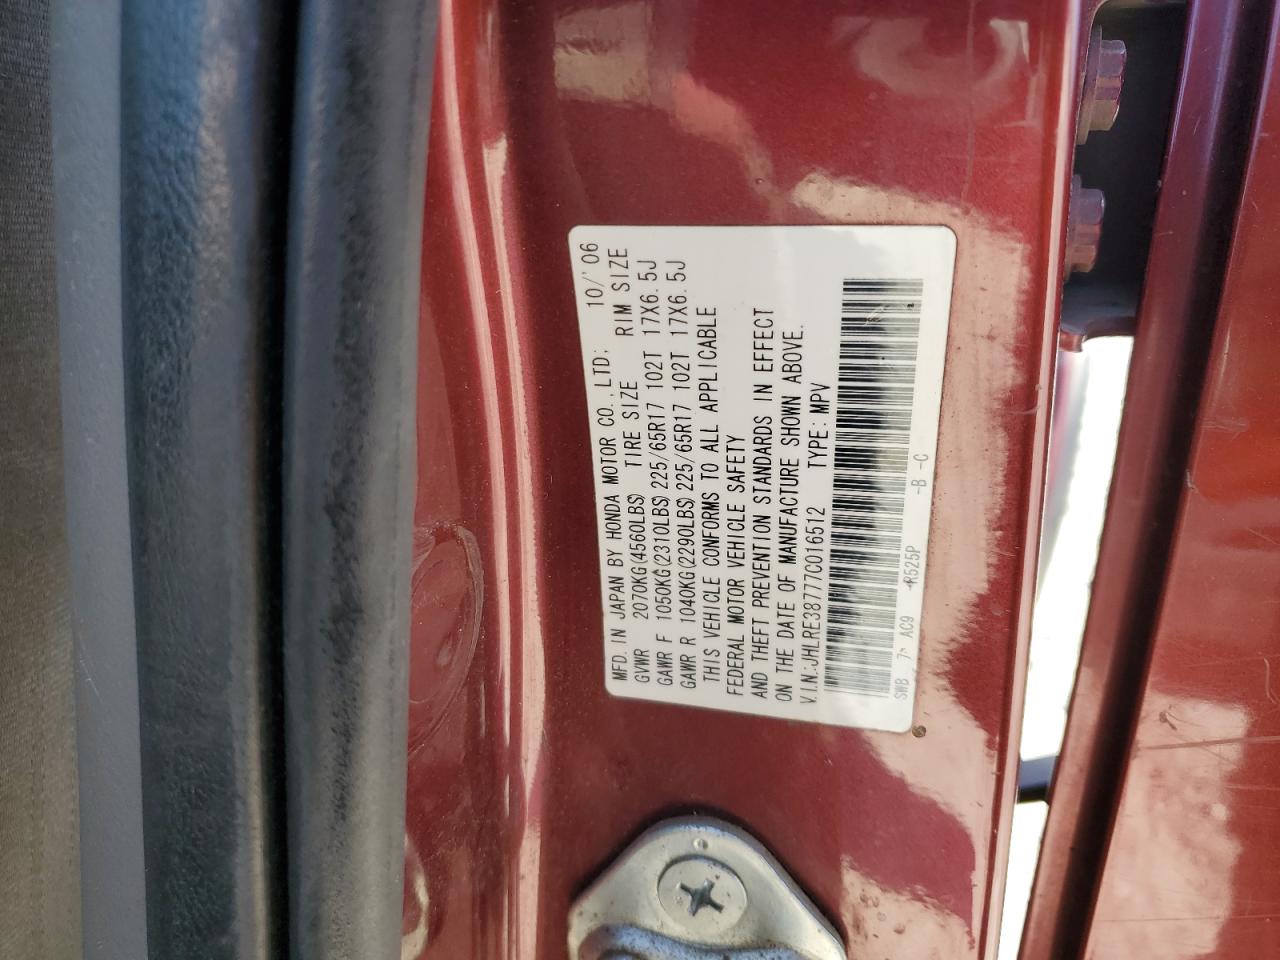 MFD. IN JAPAN BY HONDA MOTOR CO., LTD. 10/'06
GVWR 2070KG(4560LBS) TIRE SIZE RIM SIZE
GAWR F 1050KG(2310LBS) 225/65R17 102T 17X6.5J
GAWR R 1040KG(2290LBS) 225/65R17 102T 17X6.5J
THIS VEHICLE CONFORMS TO ALL APPLICABLE
FEDERAL MOTOR VEHICLE SAFETY
AND THEFT PREVENTION STANDARDS IN EFFECT
ON THE DATE OF MANUFACTURE SHOWN ABOVE.
V.I.N:JHLRE38777C016512 TYPE:MPV
SWB AC9 R525P -B -C